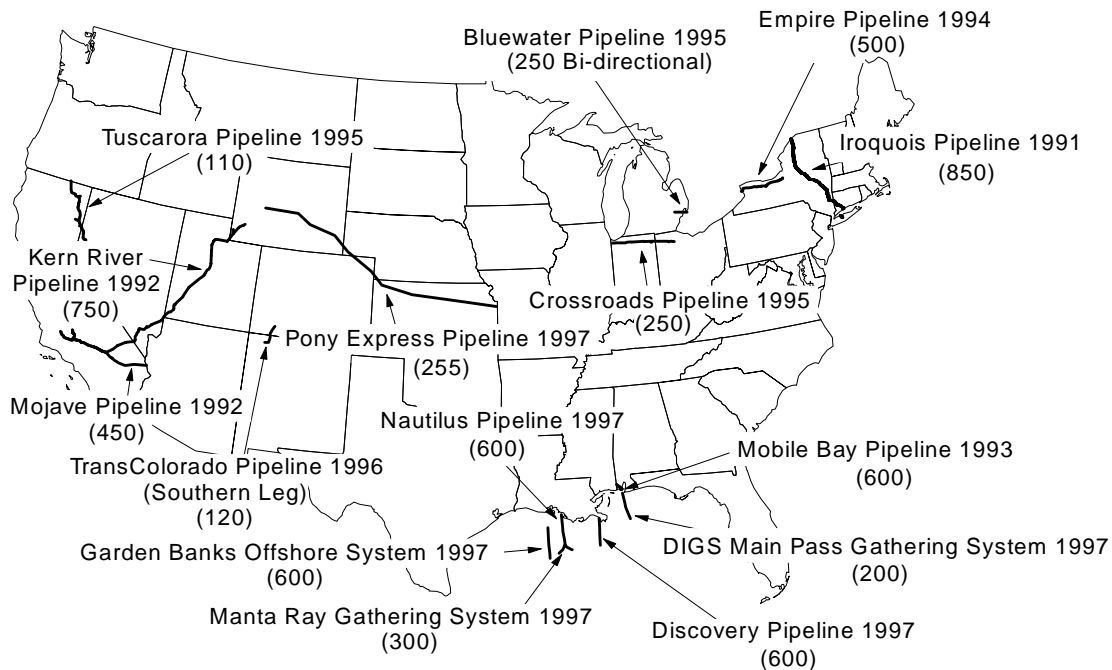 Empire Pipeline 1994
(500)
Bluewater Pipeline 1995
(250 Bi-directional)
Tuscarora Pipeline 1995
(110)
Iroquois Pipeline 1991
(850)
Kern River
Pipeline 1992
(750)
Crossroads Pipeline 1995
(250)
Pony Express Pipeline 1997
(255)
Mojave Pipeline 1992
(450)
Nautilus Pipeline 1997
(600)
Mobile Bay Pipeline 1993
(600)
TransColorado Pipeline 1996
(Southern Leg)
(120)
Garden Banks Offshore System 1997
(600)
DIGS Main Pass Gathering System 1997
(200)
Manta Ray Gathering System 1997
(300)
Discovery Pipeline 1997
(600)